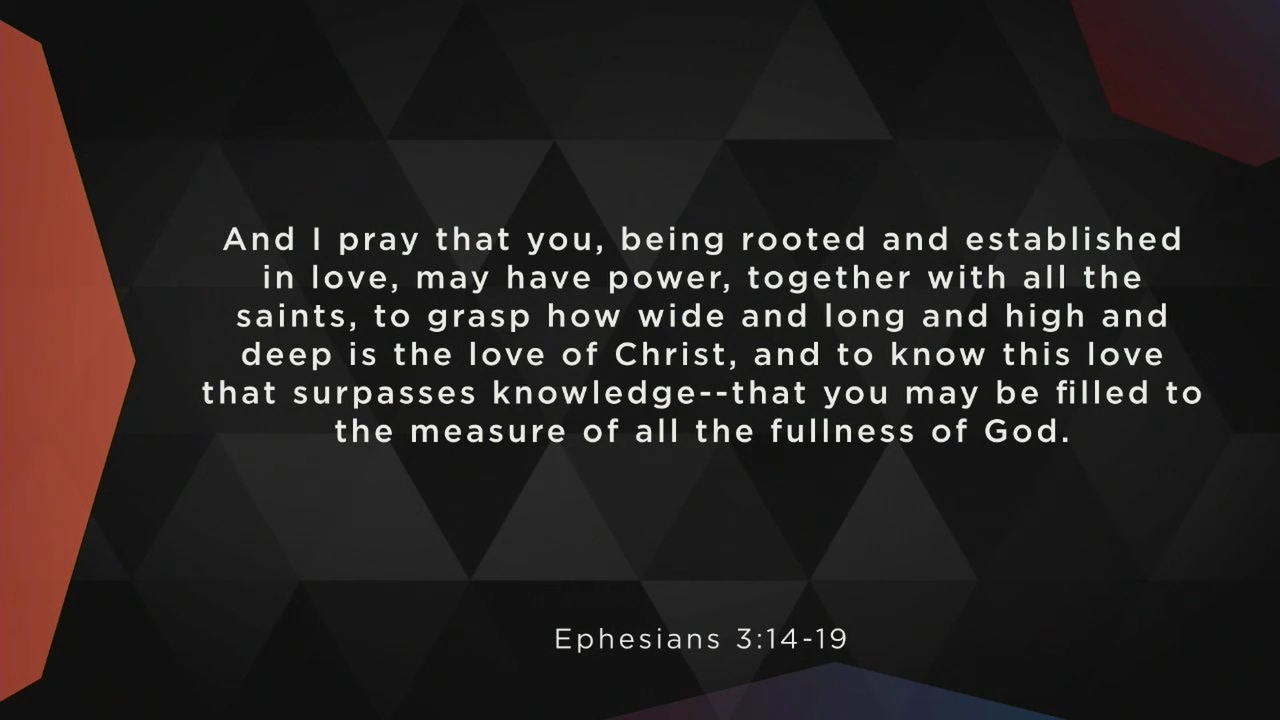 And I pray that you, being rooted and established
in love, may have power, together with all the
saints, to grasp how wide and long and high and
deep is the love of Christ, and to know this love
that surpasses knowledge--that you may be filled to
the measure of all the fullness of God.
Ephesians 3:14-19